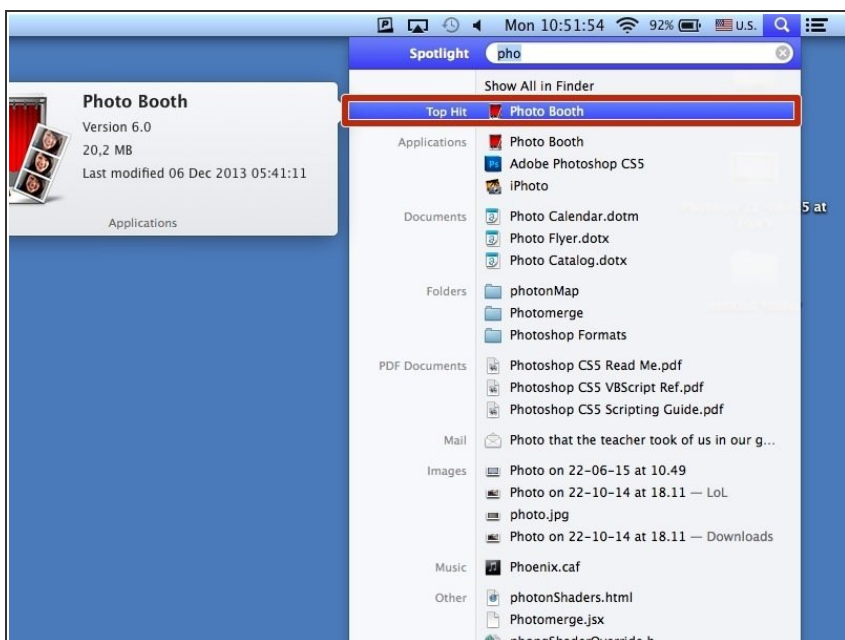 Mon 10:51:54 92% U.S.
Spotlight pho
Show All in Finder
Top Hit Photo Booth
Photo Booth
Version 6.0
20,2 MB
Last modified 06 Dec 2013 05:41:11
Applications
Applications Photo Booth
Adobe Photoshop CS5
iPhoto
Documents Photo Calendar.dotm
Photo Flyer.dotx
Photo Catalog.dotx
Folders photonMap
Photomerge
Photoshop Formats
PDF Documents Photoshop CS5 Read Me.pdf
Photoshop CS5 VBScript Ref.pdf
Photoshop CS5 Scripting Guide.pdf
Mail Photo that the teacher took of us in our g...
Images Photo on 22-06-15 at 10.49
Photo on 22-10-14 at 18.11 — LoL
photo.jpg
Photo on 22-10-14 at 18.11 — Downloads
Music Phoenix.caf
Other photonShaders.html
Photomerge.jsx
5 at